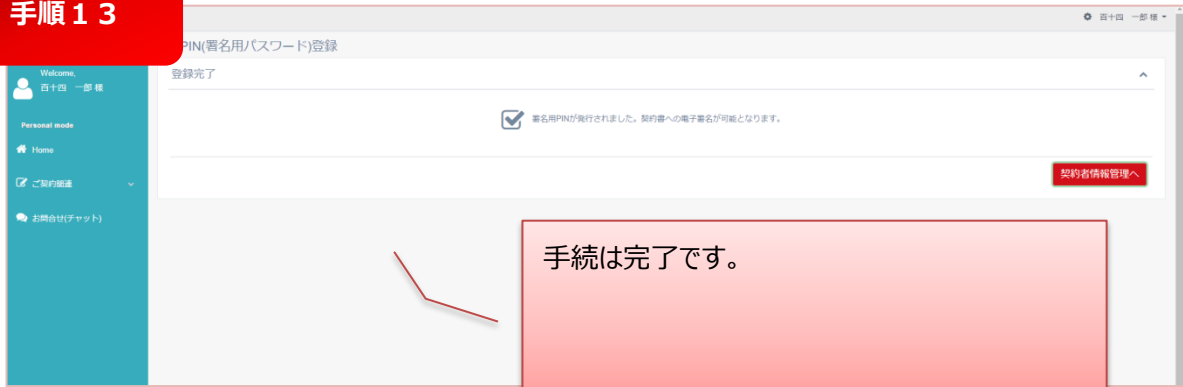 手順１３
百十四 一郎 様
PIN(署名用パスワード)登録
Welcome,
百十四 一郎 様
登録完了
署名用PINが発行されました。契約書への電子署名が可能となります。
Personal mode
Home
契約者情報管理へ
ご契約関連
お問合せ(チャット)
手続は完了です。